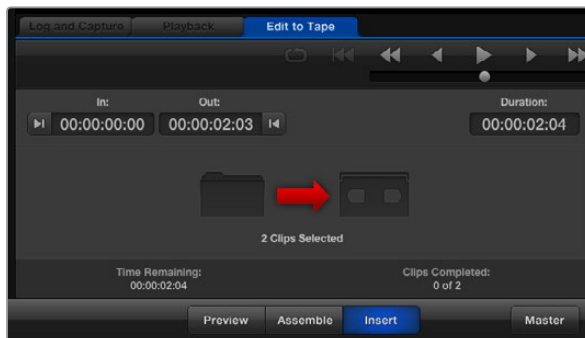 Log and Capture Playback Edit to Tape
In: Out: Duration:
00:00:00:00 00:00:02:03 00:00:02:04
2 Clips Selected
Time Remaining: Clips Completed:
00:00:02:04 0 of 2
Preview Assemble Insert Master